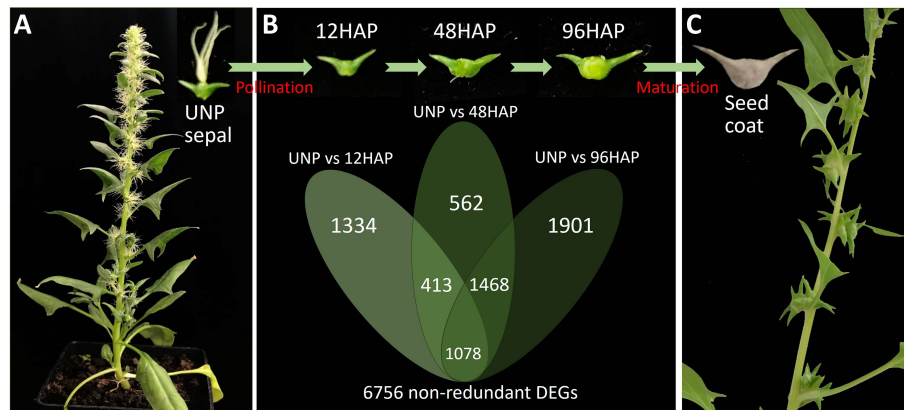 A
UNP
sepal
Pollination
B
12HAP
48HAP
96HAP
Maturation
C
Seed
coat
UNP vs 48HAP
UNP vs 12HAP
UNP vs 96HAP
1334
562
1901
413
1468
1078
6756 non-redundant DEGs